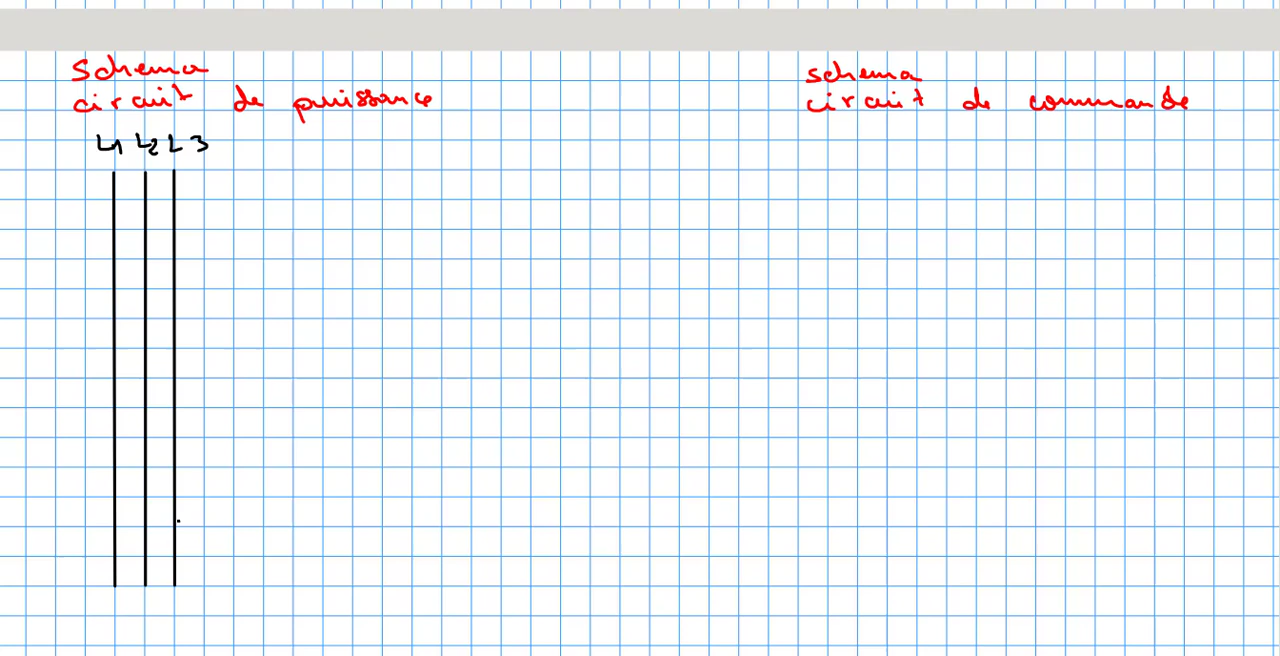 Schema
circuit de puissance
L1 L2 L3
schema
circuit de commande